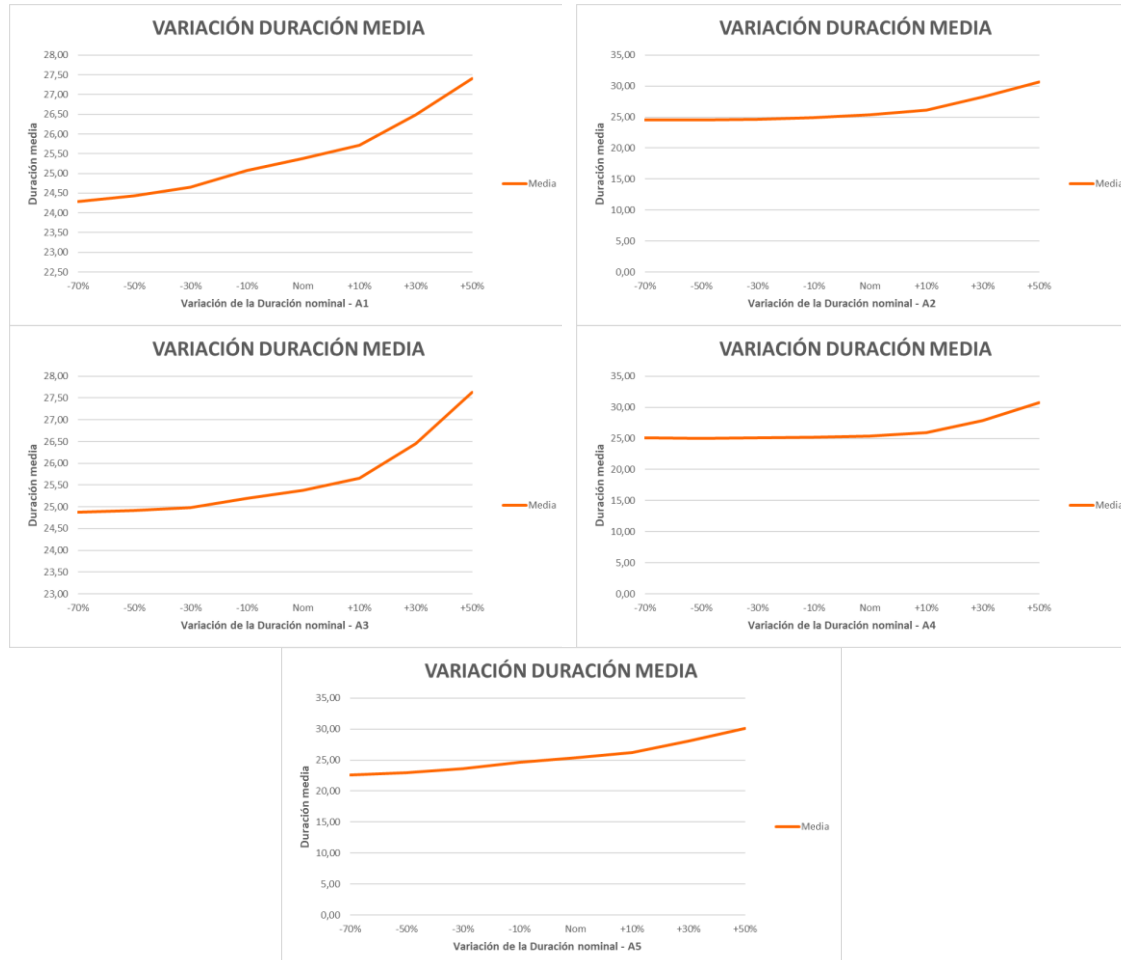 VARIACIÓN DURACIÓN MEDIA
28,00
27,50
27,00
26,50
26,00
25,50
25,00
24,50
24,00
23,50
23,00
22,50
Duración media
Media
-70% -50% -30% -10% Nom +10% +30% +50%
Variación de la Duración nominal - A1
VARIACIÓN DURACIÓN MEDIA
35,00
30,00
25,00
20,00
15,00
10,00
5,00
0,00
Duración media
Media
-70% -50% -30% -10% Nom +10% +30% +50%
Variación de la Duración nominal - A2
VARIACIÓN DURACIÓN MEDIA
28,00
27,50
27,00
26,50
26,00
25,50
25,00
24,50
24,00
23,50
23,00
Duración media
Media
-70% -50% -30% -10% Nom +10% +30% +50%
Variación de la Duración nominal - A3
VARIACIÓN DURACIÓN MEDIA
35,00
30,00
25,00
20,00
15,00
10,00
5,00
0,00
Duración media
Media
-70% -50% -30% -10% Nom +10% +30% +50%
Variación de la Duración nominal - A4
VARIACIÓN DURACIÓN MEDIA
35,00
30,00
25,00
20,00
15,00
10,00
5,00
0,00
Duración media
Media
-70% -50% -30% -10% Nom +10% +30% +50%
Variación de la Duración nominal - A5